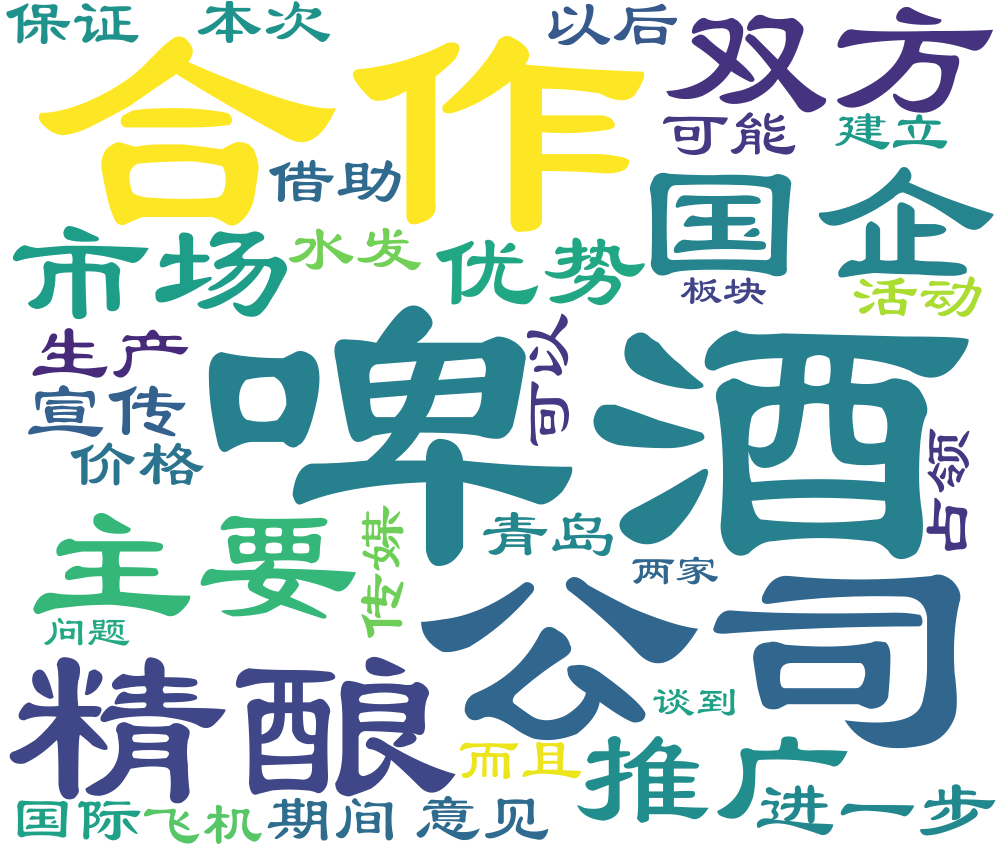 保证
本次
以后
双方
合作
可能
建立
借助
国企
市场
水发
优势
板块
活动
生产
啤酒
可以
宣传
价格
占领
主要
传媒
青岛
两家
公司
问题
精酿
谈到
而且
推广
进一步
国际
飞机
期间
意见